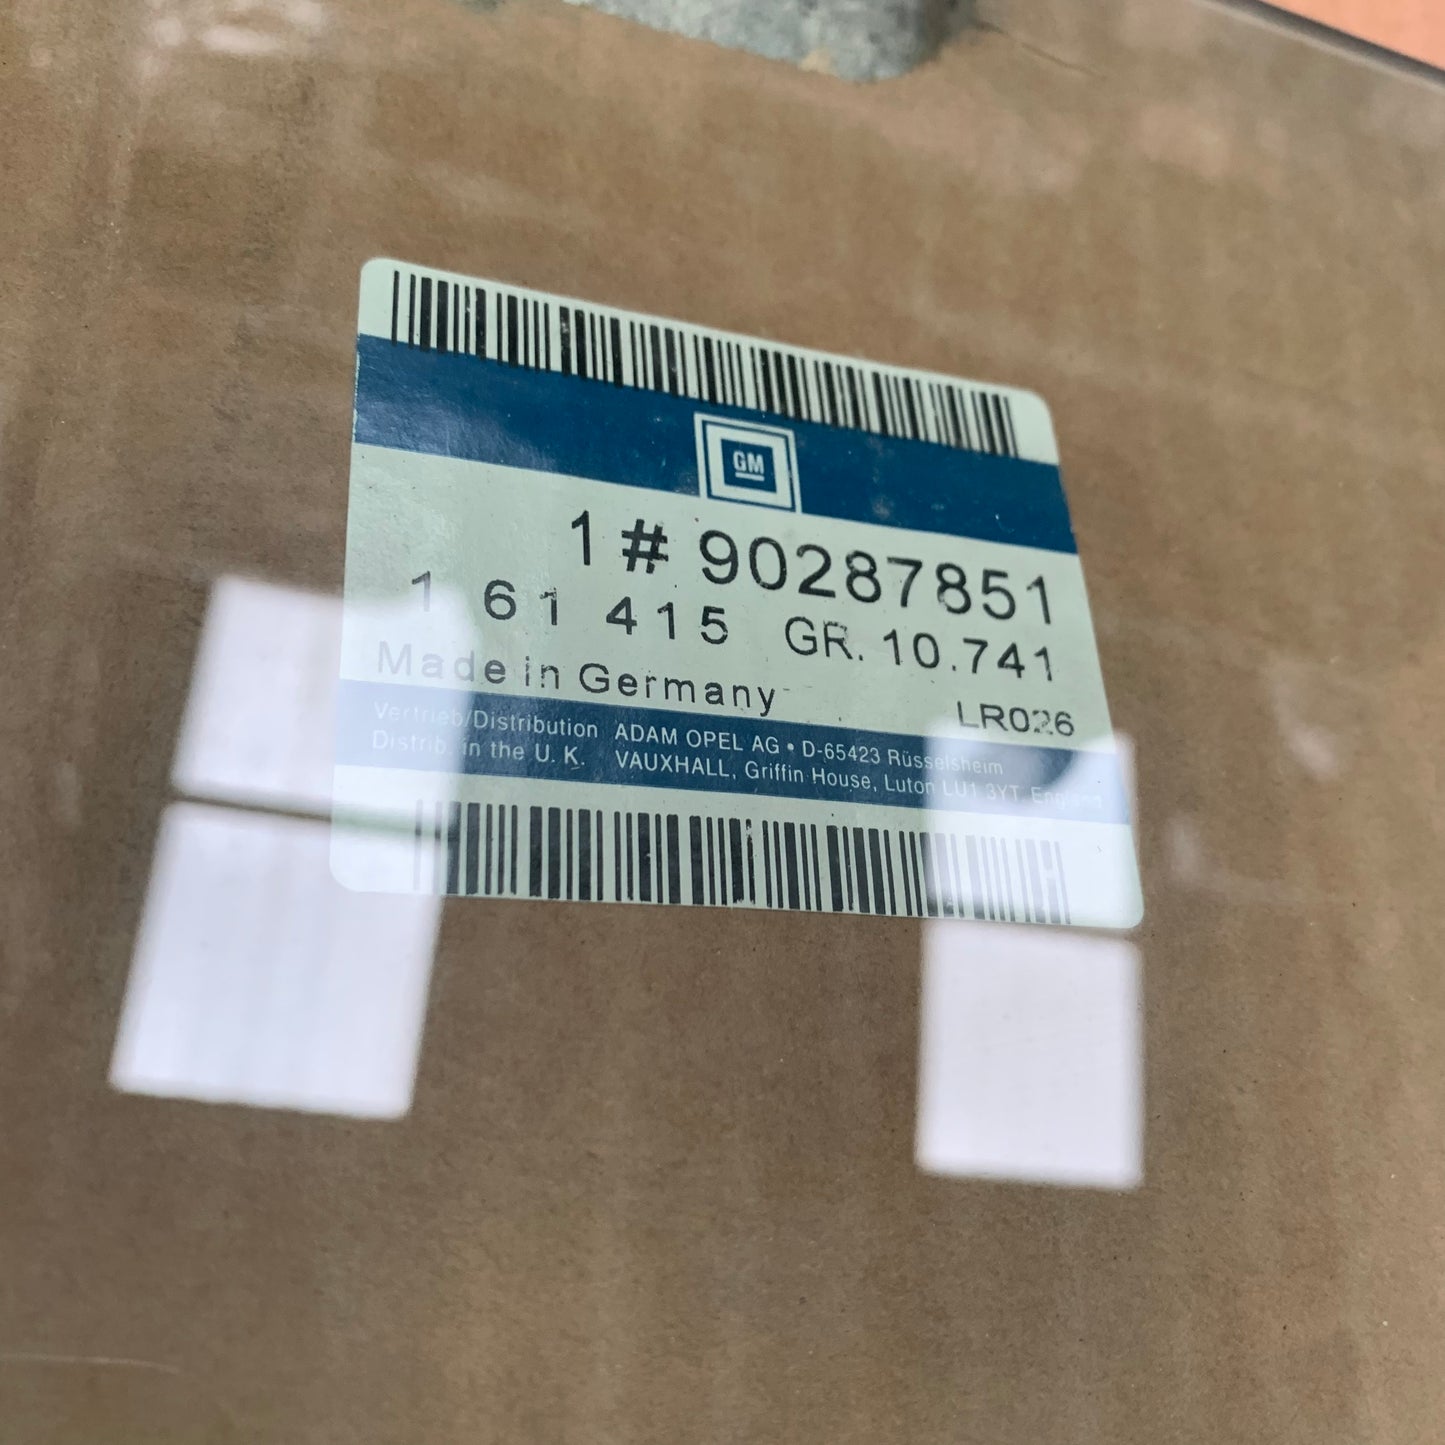 GM
1# 90287851
1 61 415 GR. 10.741
Made in Germany
LR026
Vertrieb/Distribution ADAM OPEL AG • D-65423 Rüsselsheim
Distrib. in the U. K. VAUXHALL, Griffin House, Luton LU1 3YT, England